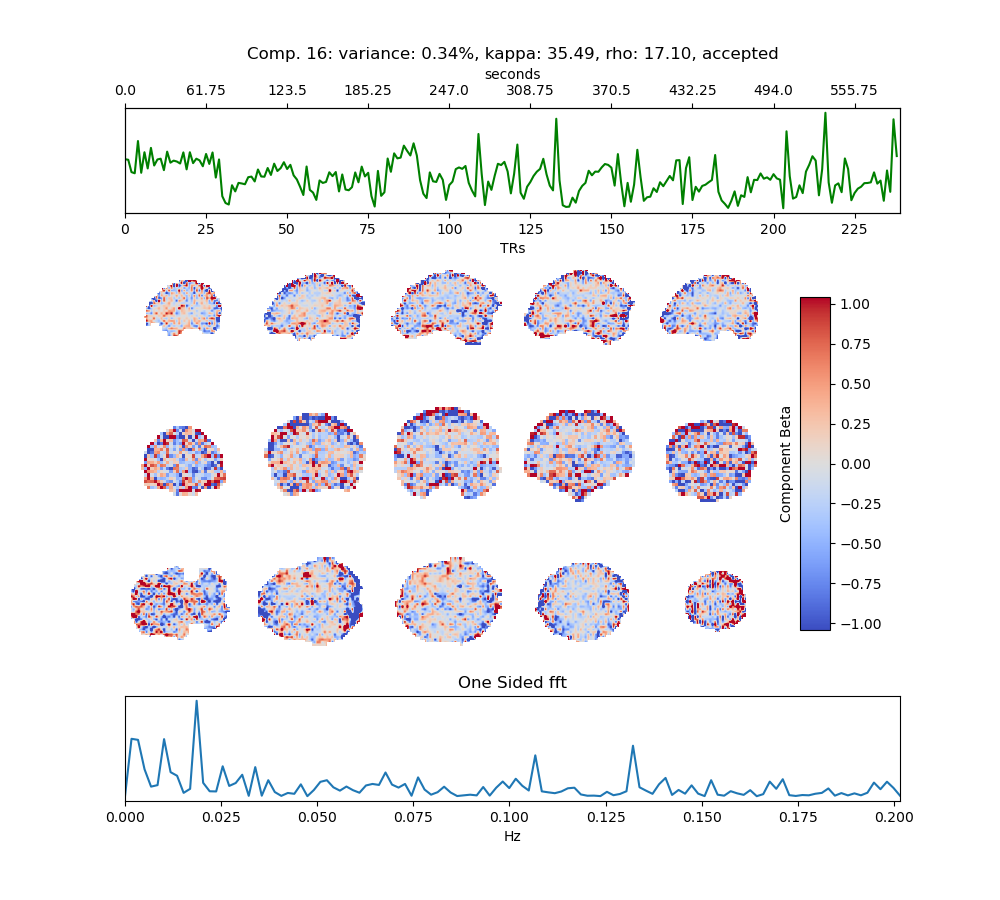 Comp. 16: variance: 0.34%, kappa: 35.49, rho: 17.10, accepted
seconds
0.0 61.75 123.5 185.25 247.0 308.75 370.5 432.25 494.0 555.75
0 25 50 75 100 125 150 175 200 225
TRs
1.00
0.75
0.50
0.25
0.00
−0.25
−0.50
−0.75
−1.00
Component Beta
One Sided fft
0.000 0.025 0.050 0.075 0.100 0.125 0.150 0.175 0.200
Hz